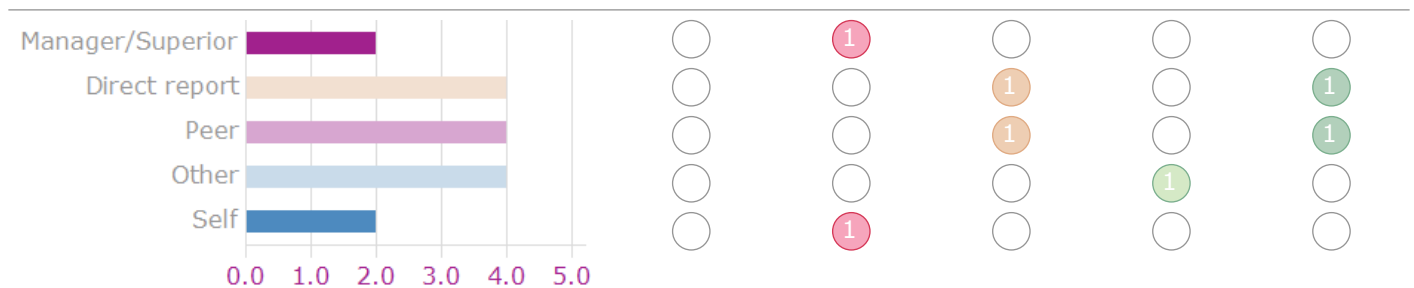 Manager/Superior 1
Direct report 1 1
Peer 1 1
Other 1
Self 1
0.0 1.0 2.0 3.0 4.0 5.0